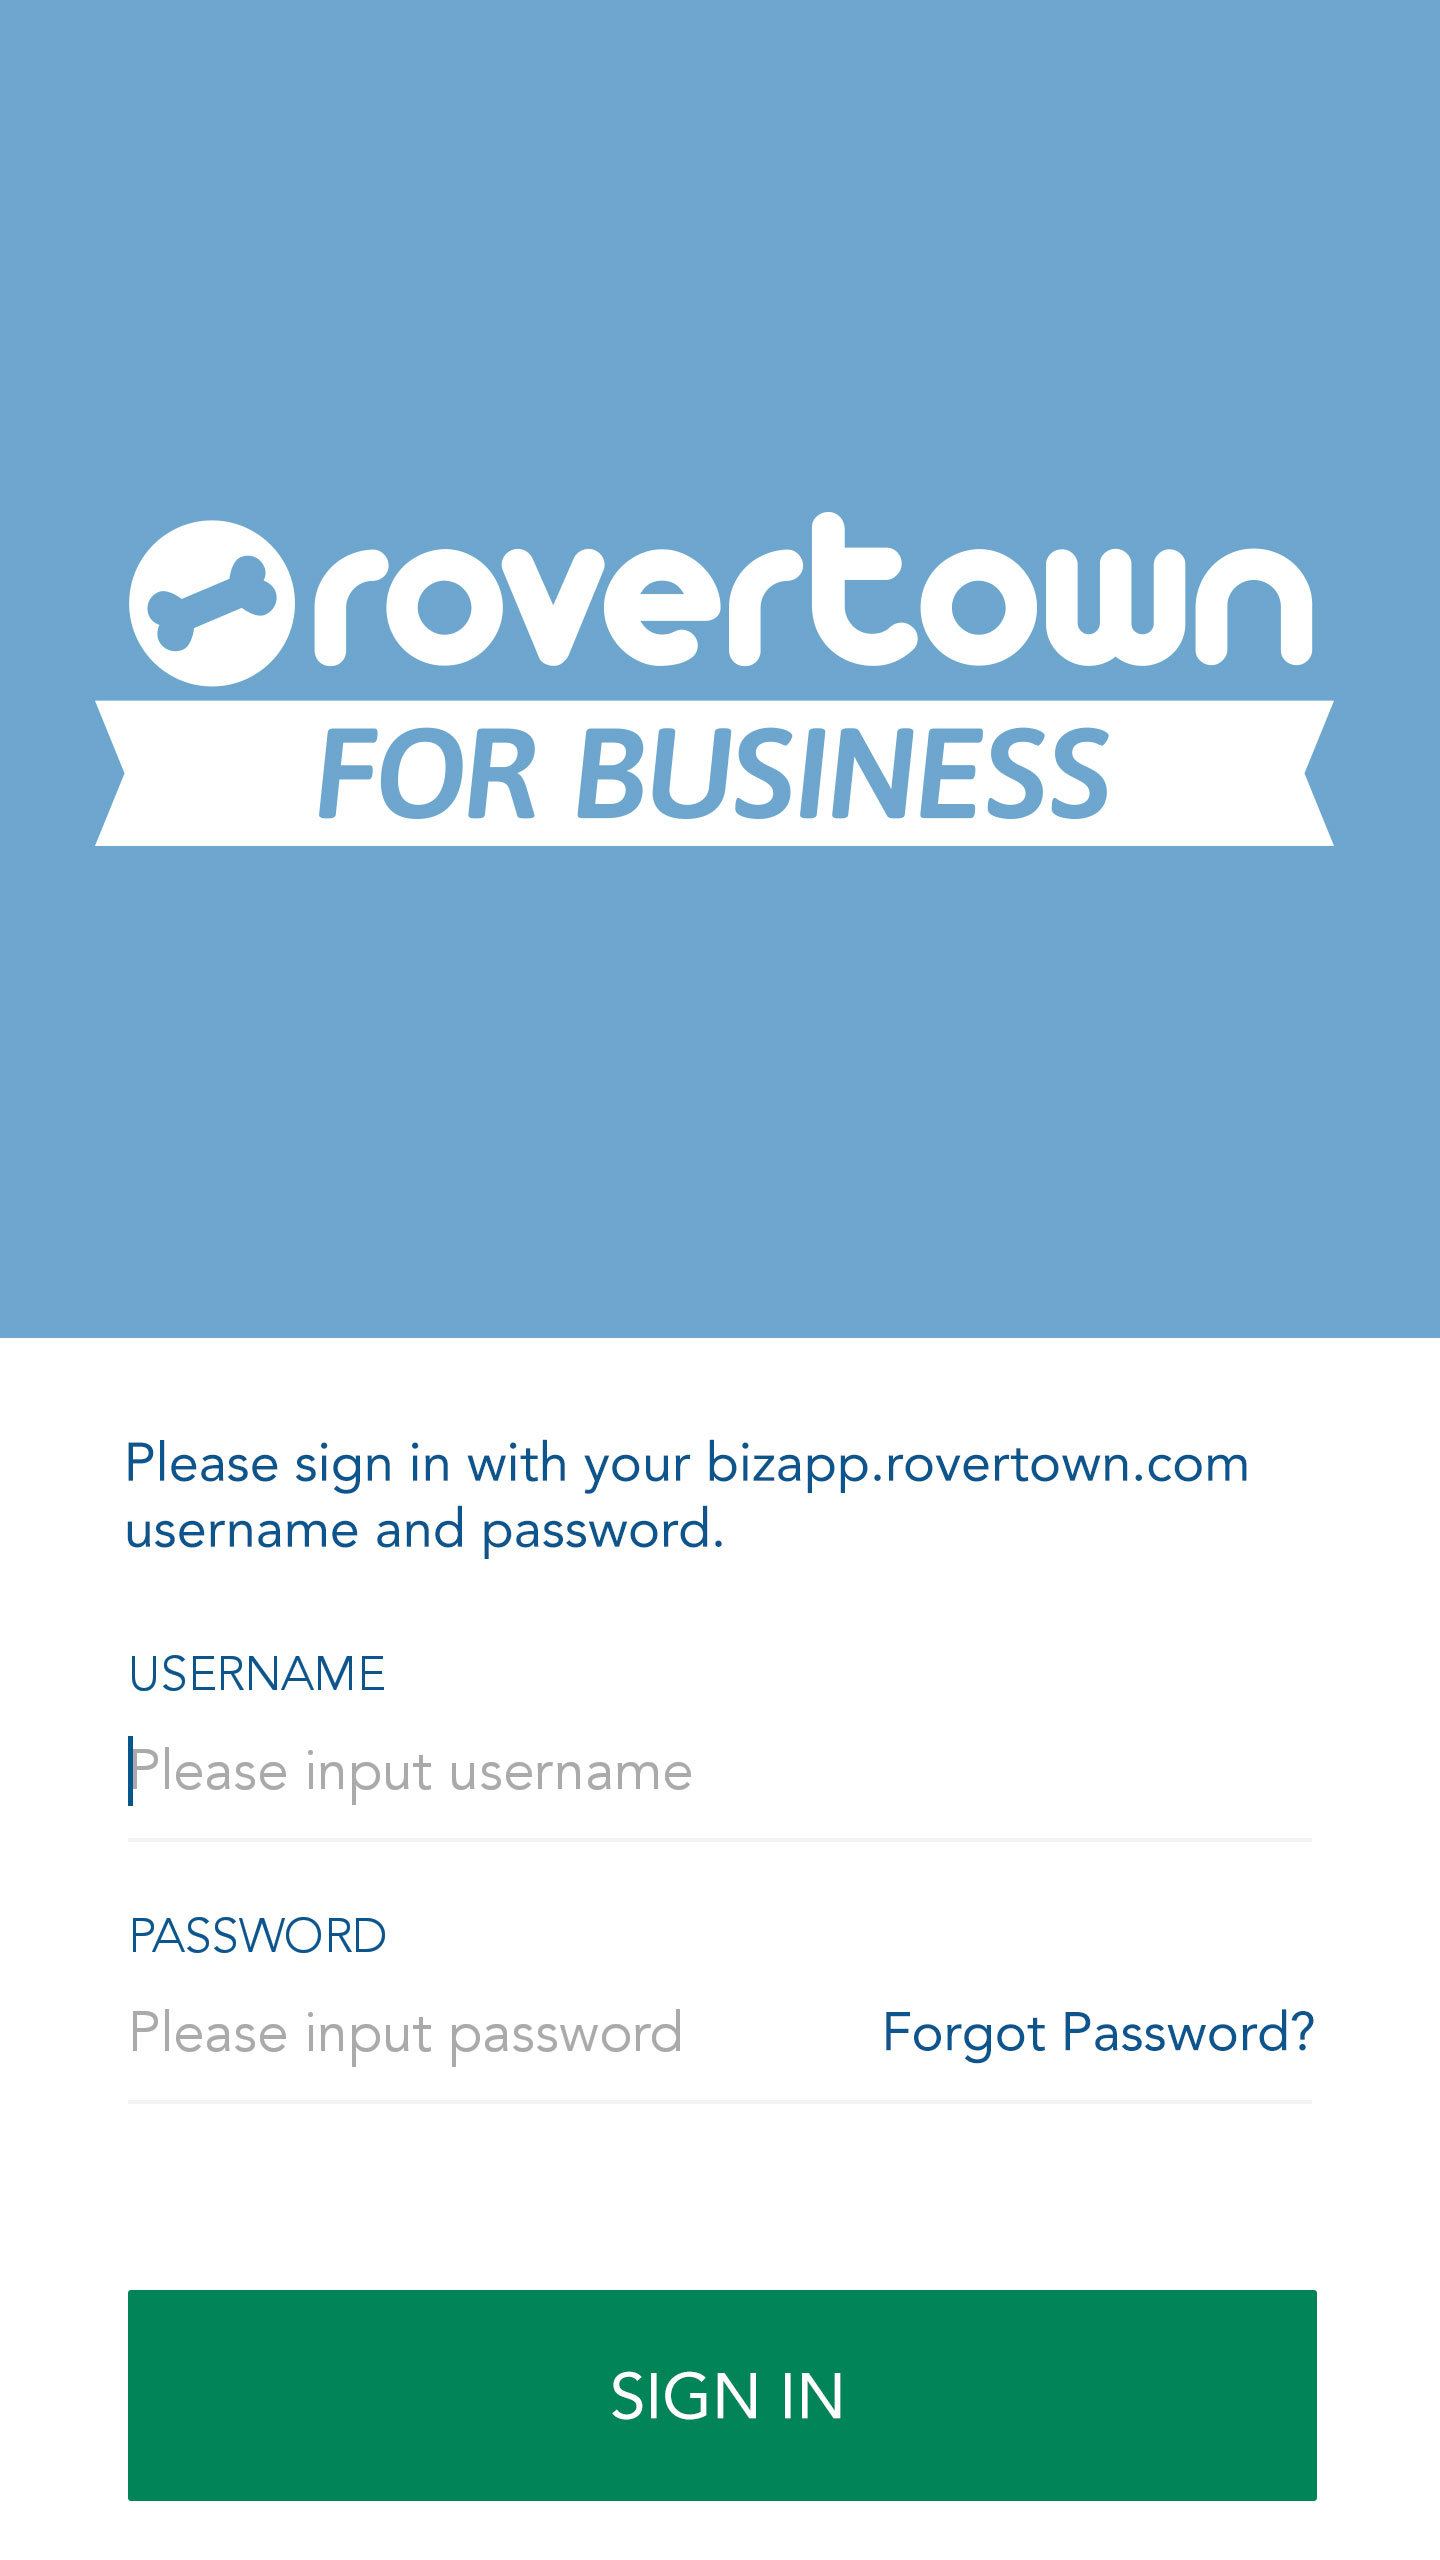 rovertown
FOR BUSINESS
Please sign in with your bizapp.rovertown.com
username and password.
USERNAME
Please input username
PASSWORD
Please input password Forgot Password?
SIGN IN